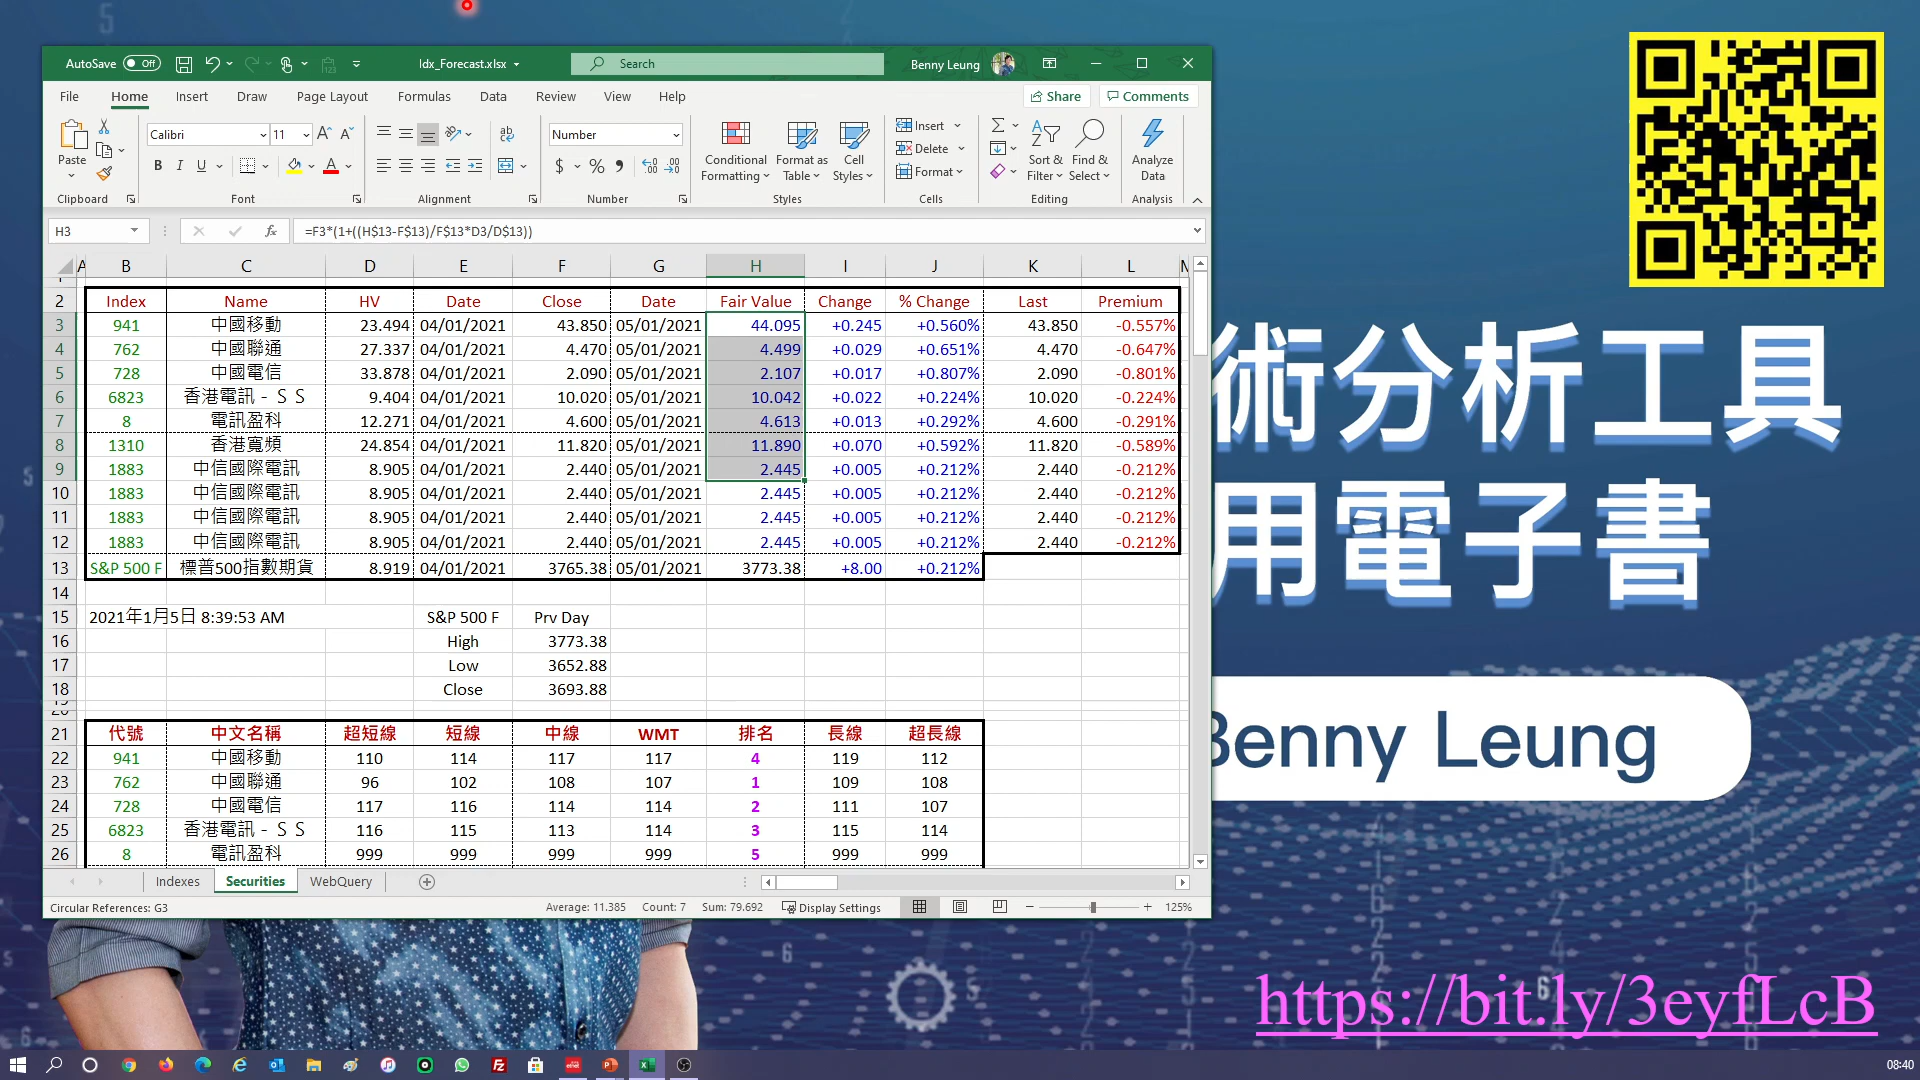 AutoSave Off Idx_Forecast.xlsx Search Benny Leung
File Home Insert Draw Page Layout Formulas Data Review View Help Share Comments
Calibri 11 Number Insert
Paste Conditional Formatting Format as Table Cell Styles Delete Sort & Filter Find & Select Analyze Data
B I U $ % Format
Clipboard Font Alignment Number Styles Cells Editing Analysis
H3 fx =F3*(1+((H$13-F$13)/F$13*D3/D$13))
A B C D E F G H I J K L M
2 Index Name HV Date Close Date Fair Value Change % Change Last Premium
3 941 中國移動 23.494 04/01/2021 43.850 05/01/2021 44.095 +0.245 +0.560% 43.850 -0.557%
4 762 中國聯通 27.337 04/01/2021 4.470 05/01/2021 4.499 +0.029 +0.651% 4.470 -0.647%
5 728 中國電信 33.878 04/01/2021 2.090 05/01/2021 2.107 +0.017 +0.807% 2.090 -0.801%
6 6823 香港電訊－ＳＳ 9.404 04/01/2021 10.020 05/01/2021 10.042 +0.022 +0.224% 10.020 -0.224%
7 8 電訊盈科 12.271 04/01/2021 4.600 05/01/2021 4.613 +0.013 +0.292% 4.600 -0.291%
8 1310 香港寬頻 24.854 04/01/2021 11.820 05/01/2021 11.890 +0.070 +0.592% 11.820 -0.589%
9 1883 中信國際電訊 8.905 04/01/2021 2.440 05/01/2021 2.445 +0.005 +0.212% 2.440 -0.212%
10 1883 中信國際電訊 8.905 04/01/2021 2.440 05/01/2021 2.445 +0.005 +0.212% 2.440 -0.212%
11 1883 中信國際電訊 8.905 04/01/2021 2.440 05/01/2021 2.445 +0.005 +0.212% 2.440 -0.212%
12 1883 中信國際電訊 8.905 04/01/2021 2.440 05/01/2021 2.445 +0.005 +0.212% 2.440 -0.212%
13 S&P 500 F 標普500指數期貨 8.919 04/01/2021 3765.38 05/01/2021 3773.38 +8.00 +0.212%
14
15 2021年1月5日 8:39:53 AM S&P 500 F Prv Day
16 High 3773.38
17 Low 3652.88
18 Close 3693.88
21 代號 中文名稱 超短線 短線 中線 WMT 排名 長線 超長線
22 941 中國移動 110 114 117 117 4 119 112
23 762 中國聯通 96 102 108 107 1 109 108
24 728 中國電信 117 116 114 114 2 111 107
25 6823 香港電訊－ＳＳ 116 115 113 114 3 115 114
26 8 電訊盈科 999 999 999 999 5 999 999
Indexes Securities WebQuery
Circular References: G3 Average: 11.385 Count: 7 Sum: 79.692 Display Settings 125%
術分析工具
用電子書
Benny Leung
https://bit.ly/3eyfLcB
08:40